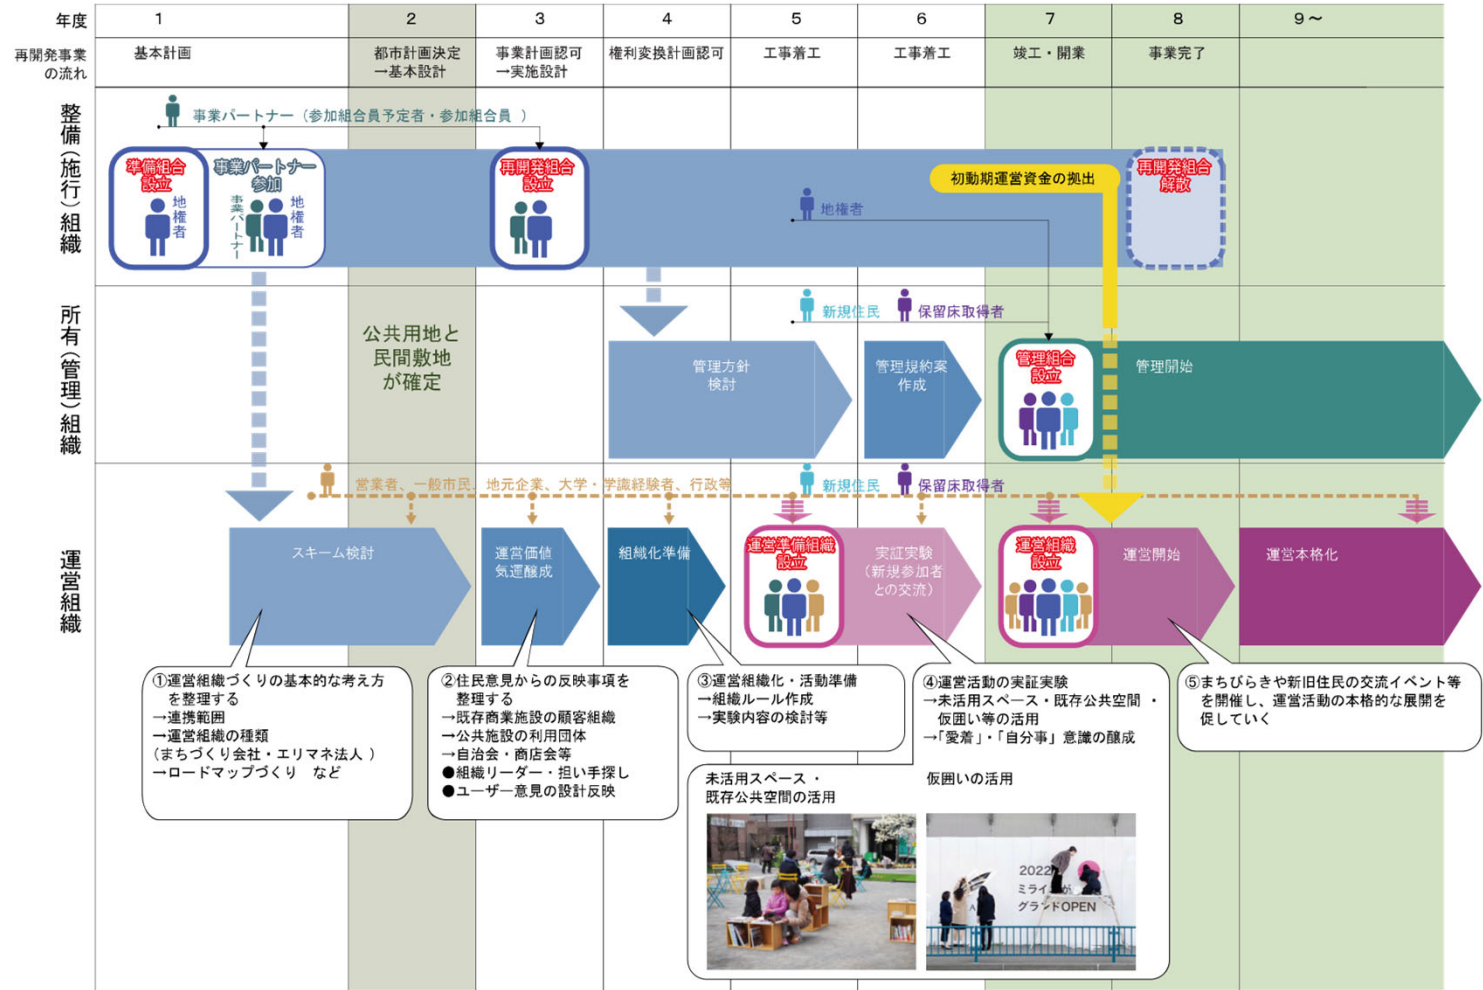 年度
1
2
3
4
5
6
7
8
9～
再開発事業
の流れ
基本計画
都市計画決定
→基本設計
事業計画認可
→実施設計
権利変換計画認可
工事着工
工事着工
竣工・開業
事業完了
整備（施行）組織
事業パートナー（参加組合員予定者・参加組合員 ）
準備組合
設立
地権者
事業パートナー
参加
事業パートナー
地権者
再開発組合
設立
地権者
初動期運営資金の拠出
再開発組合
解散
所有（管理）組織
公共用地と
民間敷地
が確定
新規住民
保留床取得者
管理方針
検討
管理規約案
作成
管理組合
設立
管理開始
運営組織
営業者、一般市民、地元企業、大学・学識経験者、行政等
新規住民
保留床取得者
スキーム検討
運営価値
気運醸成
組織化準備
運営準備組織
設立
実証実験
（新規参加者
との交流）
運営組織
設立
運営開始
運営本格化
①運営組織づくりの基本的な考え方
を整理する
→連携範囲
→運営組織の種類
(まちづくり会社・エリマネ法人 )
→ロードマップづくり　など
②住民意見からの反映事項を
整理する
→既存商業施設の顧客組織
→公共施設の利用団体
→自治会・商店会等
●組織リーダー・担い手探し
●ユーザー意見の設計反映
③運営組織化・活動準備
→組織ルール作成
→実験内容の検討等
④運営活動の実証実験
→未活用スペース・既存公共空間 ・
仮囲い等の活用
→「愛着」・「自分事」意識の醸成
⑤まちびらきや新旧住民の交流イベント等
を開催し、運営活動の本格的な展開を
促していく
未活用スペース ・
既存公共空間の活用
仮囲いの活用
2022
ミライ
が
グランドOPEN